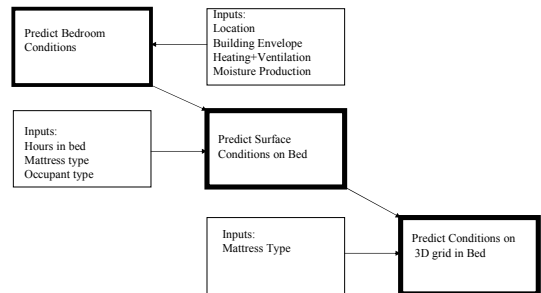 Predict Bedroom
Conditions
Inputs:
Location
Building Envelope
Heating+Ventilation
Moisture Production
Inputs:
Hours in bed
Mattress type
Occupant type
Predict Surface
Conditions on Bed
Inputs:
Mattress Type
Predict Conditions on
3D grid in Bed